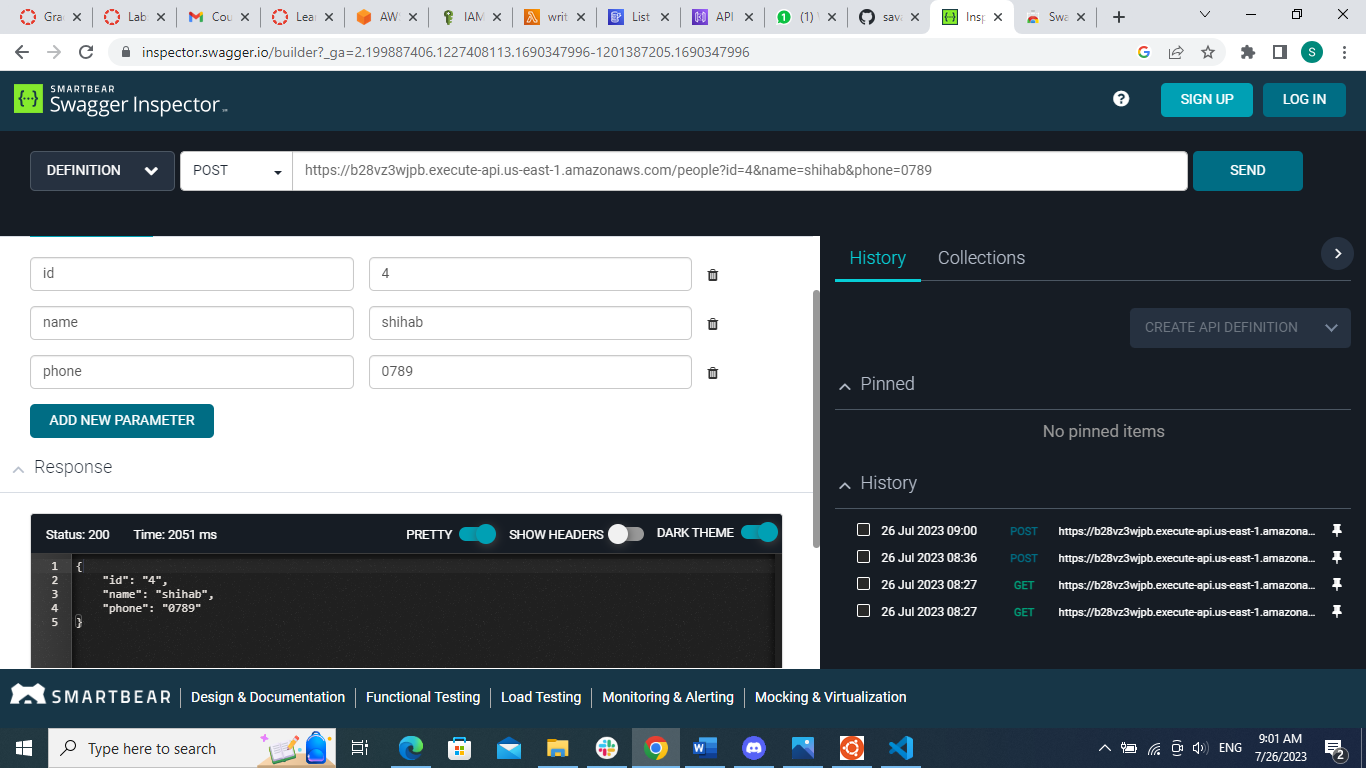 Grac
Lab:
Cou
Lear
AWS
IAM
writ
List
API
(1)
sava
Insp
Swa
inspector.swagger.io/builder?_ga=2.199887406.1227408113.1690347996-1201387205.1690347996
S
SMARTBEAR
Swagger Inspector
SIGN UP
LOG IN
DEFINITION
POST
https://b28vz3wjpb.execute-api.us-east-1.amazonaws.com/people?id=4&name=shihab&phone=0789
SEND
id
4
name
shihab
phone
0789
ADD NEW PARAMETER
Response
Status: 200
Time: 2051 ms
PRETTY
SHOW HEADERS
DARK THEME
1 {
2 "id": "4",
3 "name": "shihab",
4 "phone": "0789"
5 }
History
Collections
CREATE API DEFINITION
Pinned
No pinned items
History
26 Jul 2023 09:00 POST https://b28vz3wjpb.execute-api.us-east-1.amazona...
26 Jul 2023 08:36 POST https://b28vz3wjpb.execute-api.us-east-1.amazona...
26 Jul 2023 08:27 GET https://b28vz3wjpb.execute-api.us-east-1.amazona...
26 Jul 2023 08:27 GET https://b28vz3wjpb.execute-api.us-east-1.amazona...
SMARTBEAR
Design & Documentation
Functional Testing
Load Testing
Monitoring & Alerting
Mocking & Virtualization
Type here to search
ENG
9:01 AM
7/26/2023
2